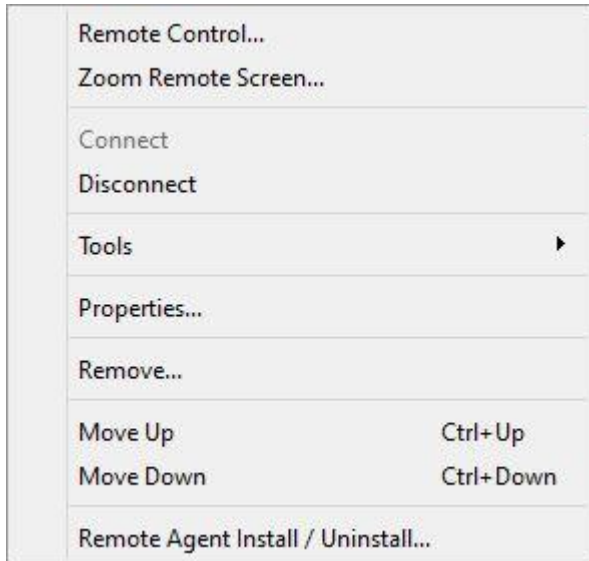 Remote Control...
Zoom Remote Screen...
Connect
Disconnect
Tools
Properties...
Remove...
Move Up Ctrl+Up
Move Down Ctrl+Down
Remote Agent Install / Uninstall...